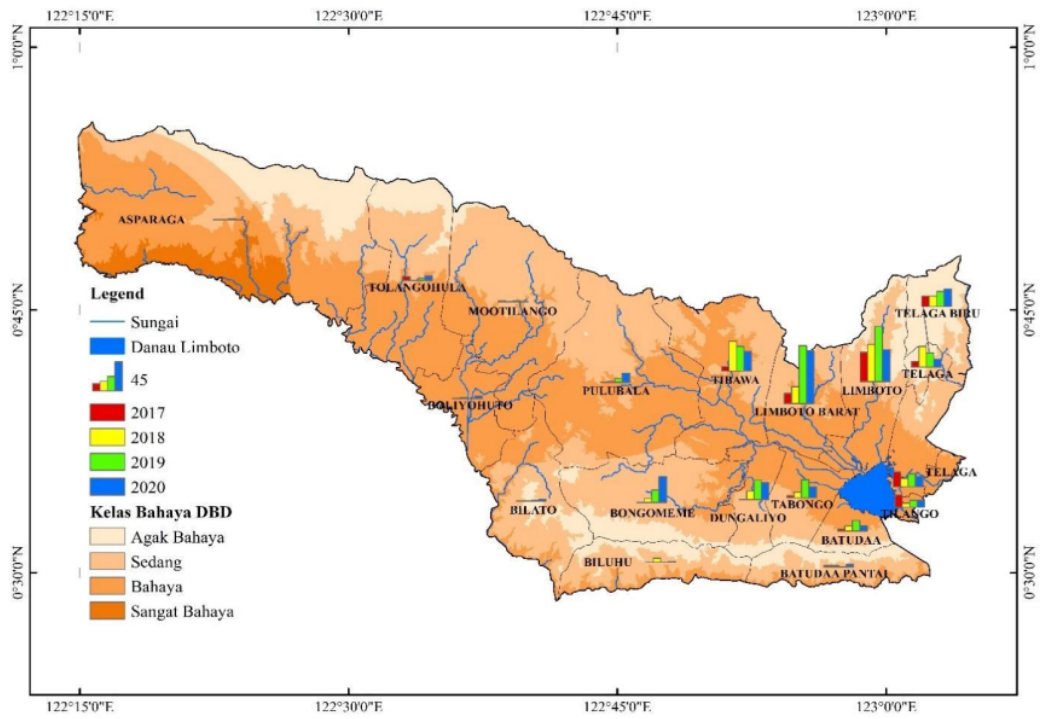 122°15'0"E 122°30'0"E 122°45'0"E 123°0'0"E
1°0'0"N 1°0'0"N
ASPARAGA
TOLANGOHULA
MOOTILANGO
TELAGA BIRU
0°45'0"N 0°45'0"N
Legend
Sungai
Danau Limboto
45
2017
2018
2019
2020
Kelas Bahaya DBD
Agak Bahaya
Sedang
Bahaya
Sangat Bahaya
TIBAWA
TELAGA
PULUBALA
LIMBOTO
BOLIYOHUTO
LIMBOTO BARAT
TELAGA
BILATO
BONGOMEME
DUNGALIYO
TABONGO
TILANGO
BATUDAA
BILUHU
BATUDAA PANTAI
0°30'0"N 0°30'0"N
122°15'0"E 122°30'0"E 122°45'0"E 123°0'0"E